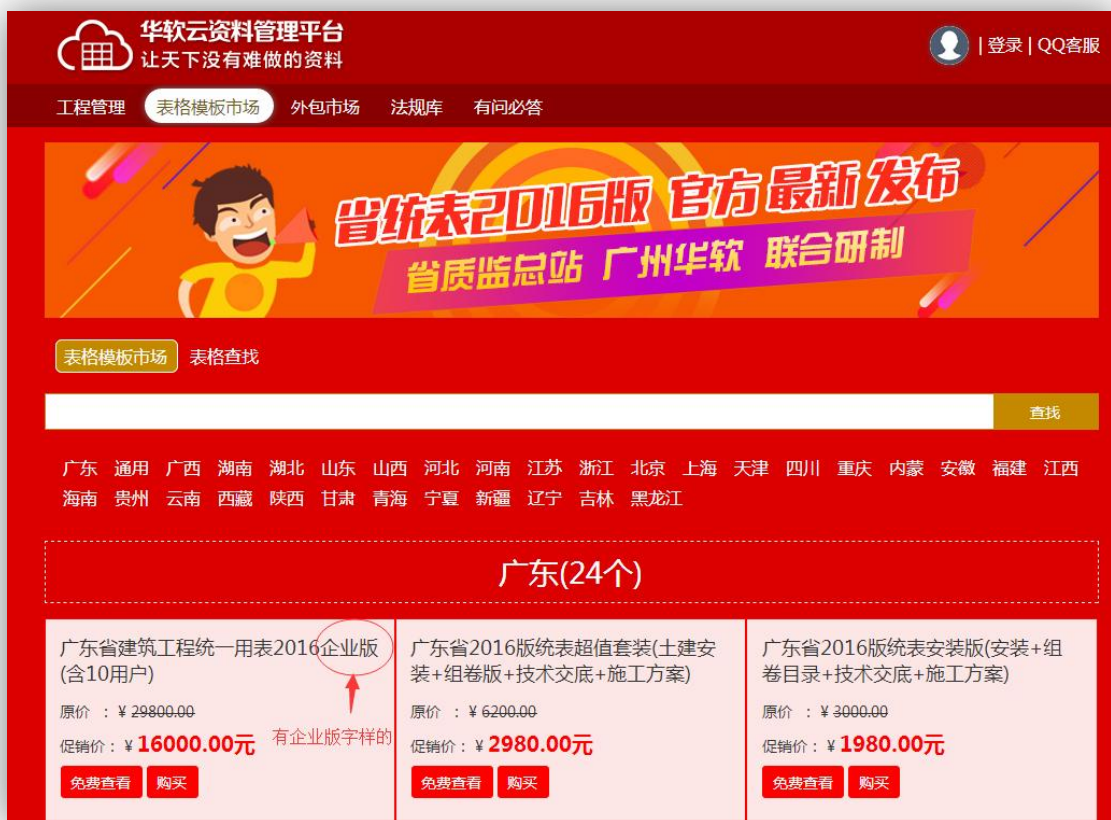 华软云资料管理平台
让天下没有难做的资料
| 登录 | QQ客服
工程管理 表格模板市场 外包市场 法规库 有问必答
省统表2016版 官方 最新 发布
省质监总站 广州华软 联合研制
表格模板市场 表格查找
查找
广东 通用 广西 湖南 湖北 山东 山西 河北 河南 江苏 浙江 北京 上海 天津 四川 重庆 内蒙 安徽 福建 江西
海南 贵州 云南 西藏 陕西 甘肃 青海 宁夏 新疆 辽宁 吉林 黑龙江
广东(24个)
广东省建筑工程统一用表2016企业版
(含10用户)
原价 : ¥ 29800.00
促销价 : ¥ 16000.00元
有企业版字样的
免费查看 购买
广东省2016版统表超值套装(土建安
装+组卷版+技术交底+施工方案)
原价 : ¥ 6200.00
促销价 : ¥ 2980.00元
免费查看 购买
广东省2016版统表安装版(安装+组
卷目录+技术交底+施工方案)
原价 : ¥ 3000.00
促销价 : ¥ 1980.00元
免费查看 购买